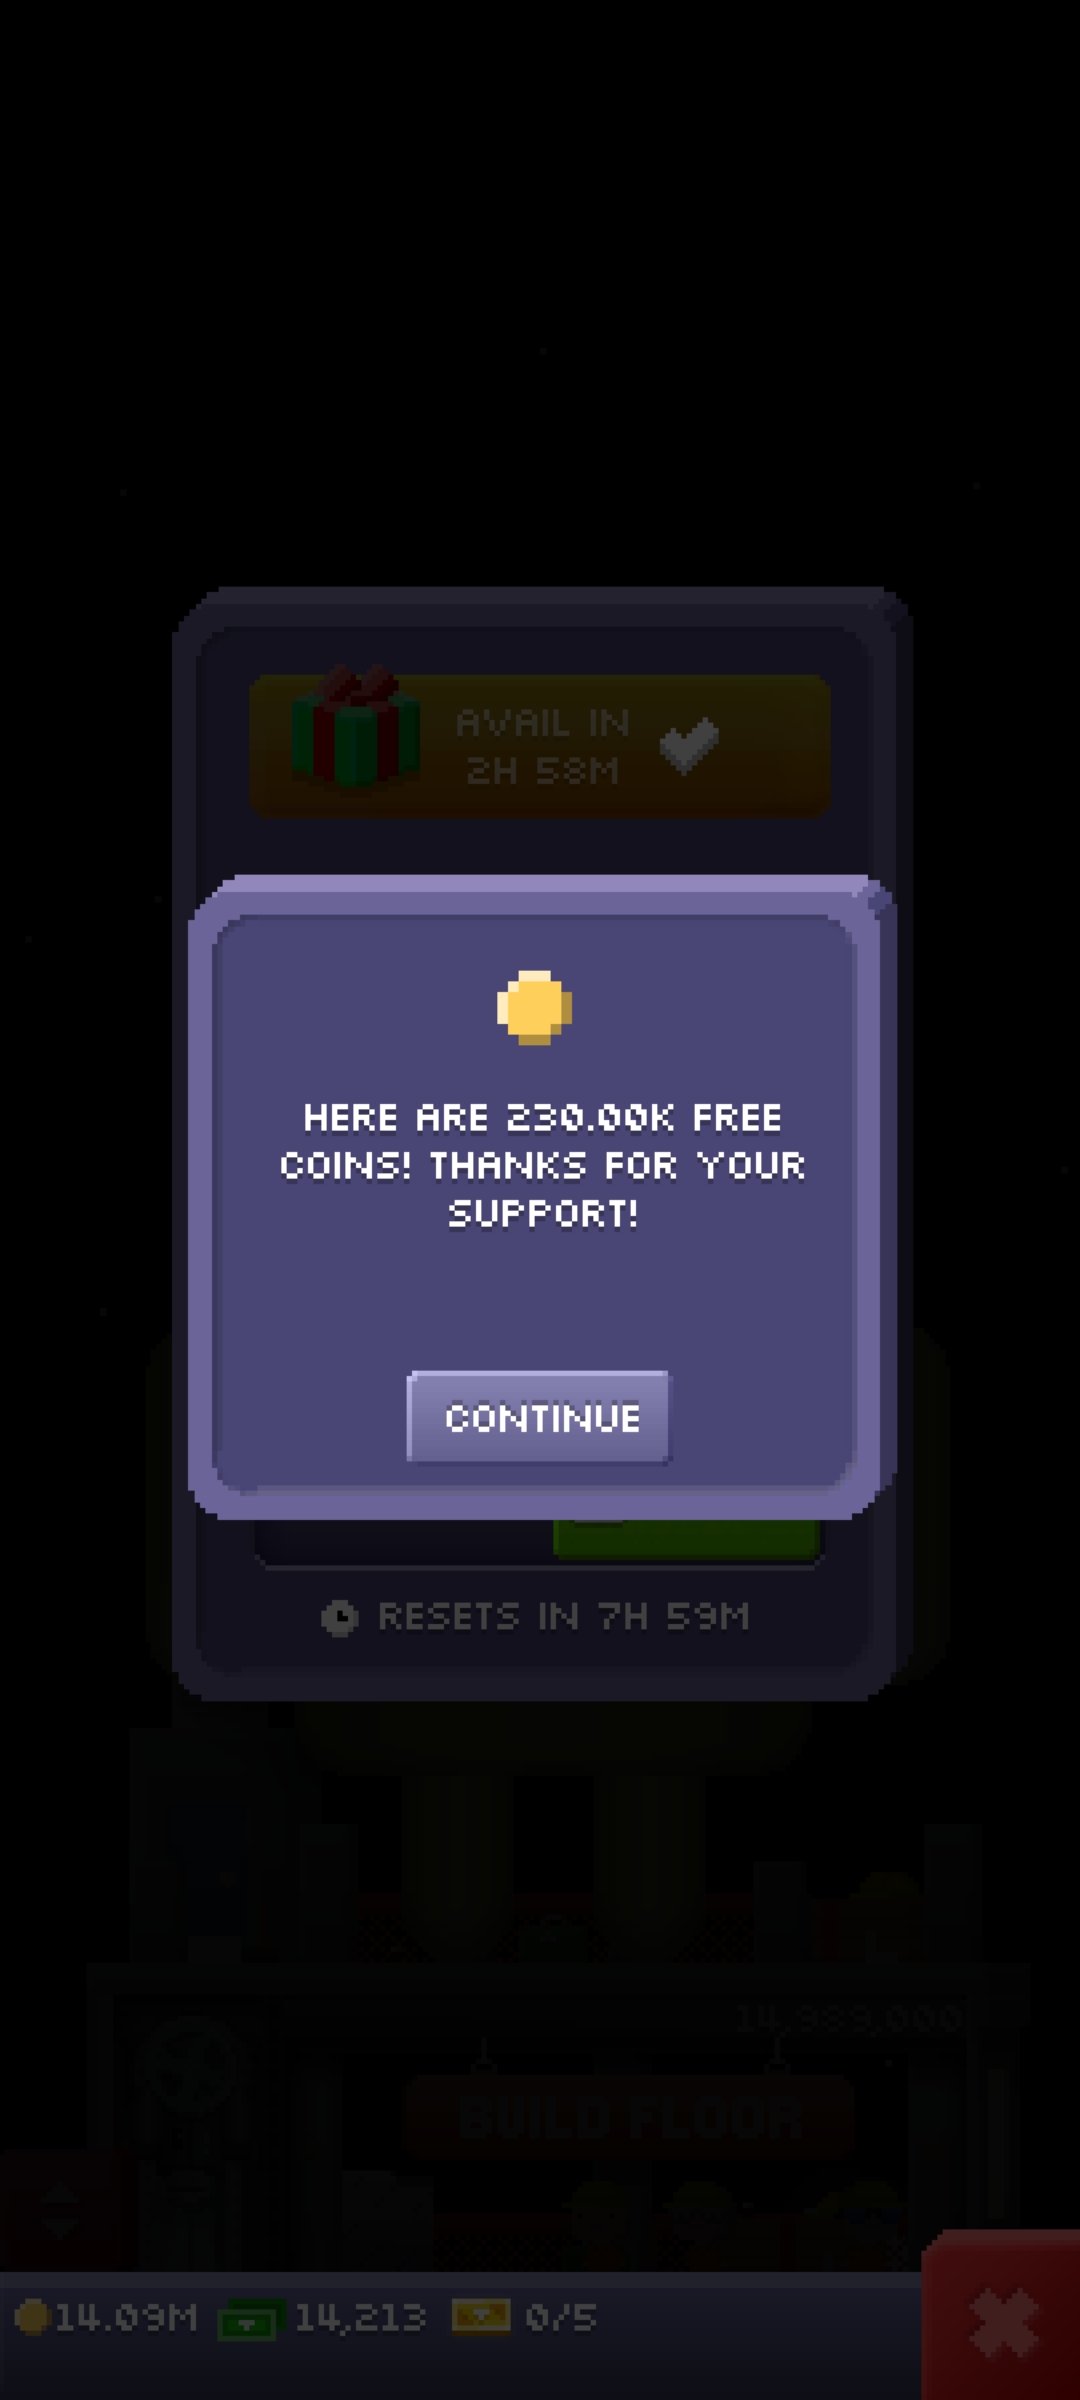 AVAIL IN
2H 58M
HERE ARE 230.00K FREE
COINS! THANKS FOR YOUR
SUPPORT!
CONTINUE
RESETS IN 7H 59M
14,989,000
BUILD FLOOR
14.09M 14,213 0/5